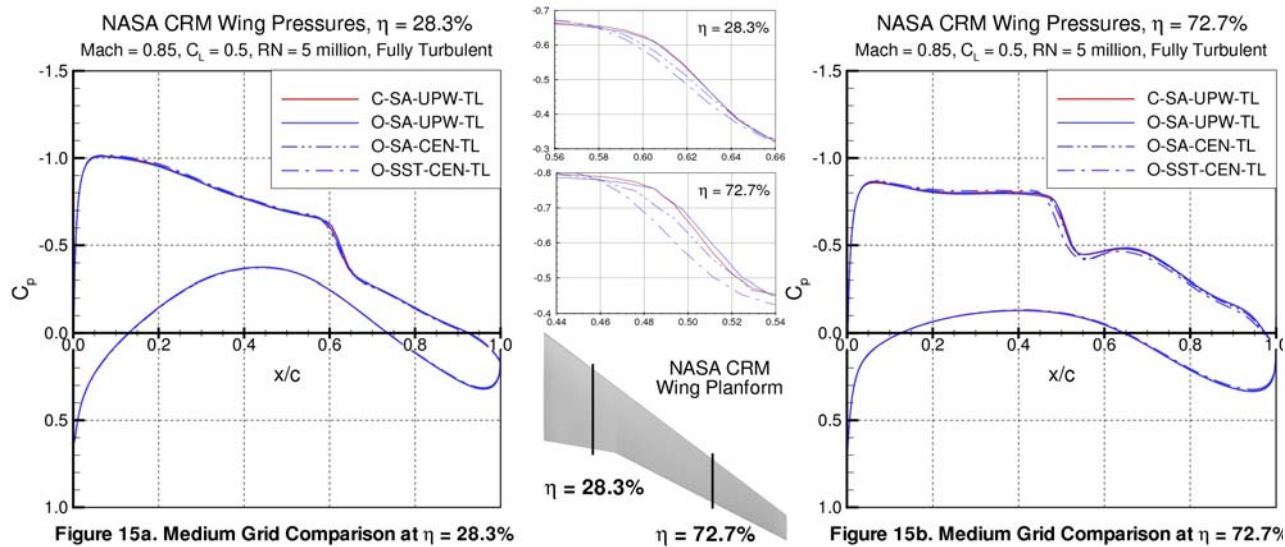 NASA CRM Wing Pressures, η = 28.3%
Mach = 0.85, C_L = 0.5, RN = 5 million, Fully Turbulent
-1.5
-1.0
-0.5
0.0
0.5
1.0
C_p
0.0
0.2
0.4
0.6
0.8
1.0
x/c
C-SA-UPW-TL
O-SA-UPW-TL
O-SA-CEN-TL
O-SST-CEN-TL
Figure 15a. Medium Grid Comparison at η = 28.3%
η = 28.3%
-0.7
-0.6
-0.5
-0.4
-0.3
0.56
0.58
0.60
0.62
0.64
0.66
η = 72.7%
-0.8
-0.7
-0.6
-0.5
-0.4
0.44
0.46
0.48
0.50
0.52
0.54
NASA CRM
Wing Planform
η = 28.3%
η = 72.7%
NASA CRM Wing Pressures, η = 72.7%
Mach = 0.85, C_L = 0.5, RN = 5 million, Fully Turbulent
-1.5
-1.0
-0.5
0.0
0.5
1.0
C_p
0.0
0.2
0.4
0.6
0.8
1.0
x/c
C-SA-UPW-TL
O-SA-UPW-TL
O-SA-CEN-TL
O-SST-CEN-TL
Figure 15b. Medium Grid Comparison at η = 72.7%